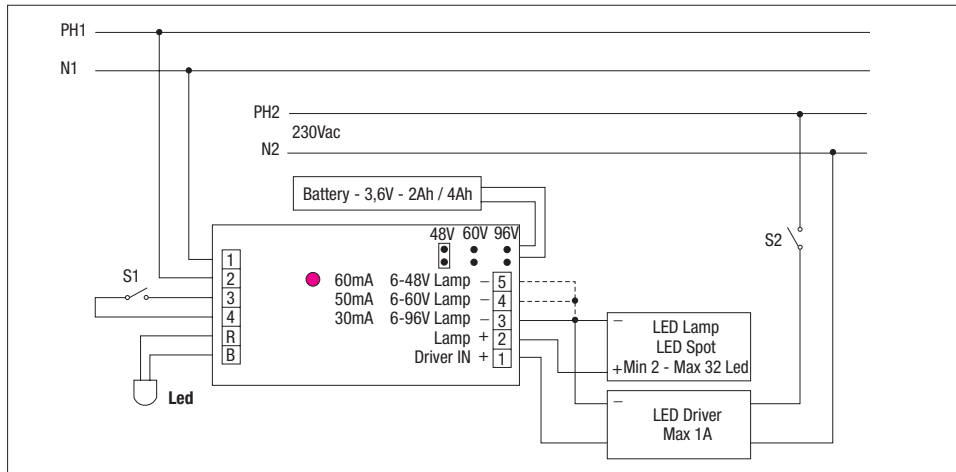 PH1
N1
PH2
230Vac
N2
Battery - 3,6V - 2Ah / 4Ah
48V 60V 96V
S2
S1
1
2
3
4
R
B
60mA 6-48V Lamp – 5
50mA 6-60V Lamp – 4
30mA 6-96V Lamp – 3
Lamp + 2
Driver IN + 1
Led
– LED Lamp
LED Spot
+ Min 2 - Max 32 Led
– LED Driver
Max 1A